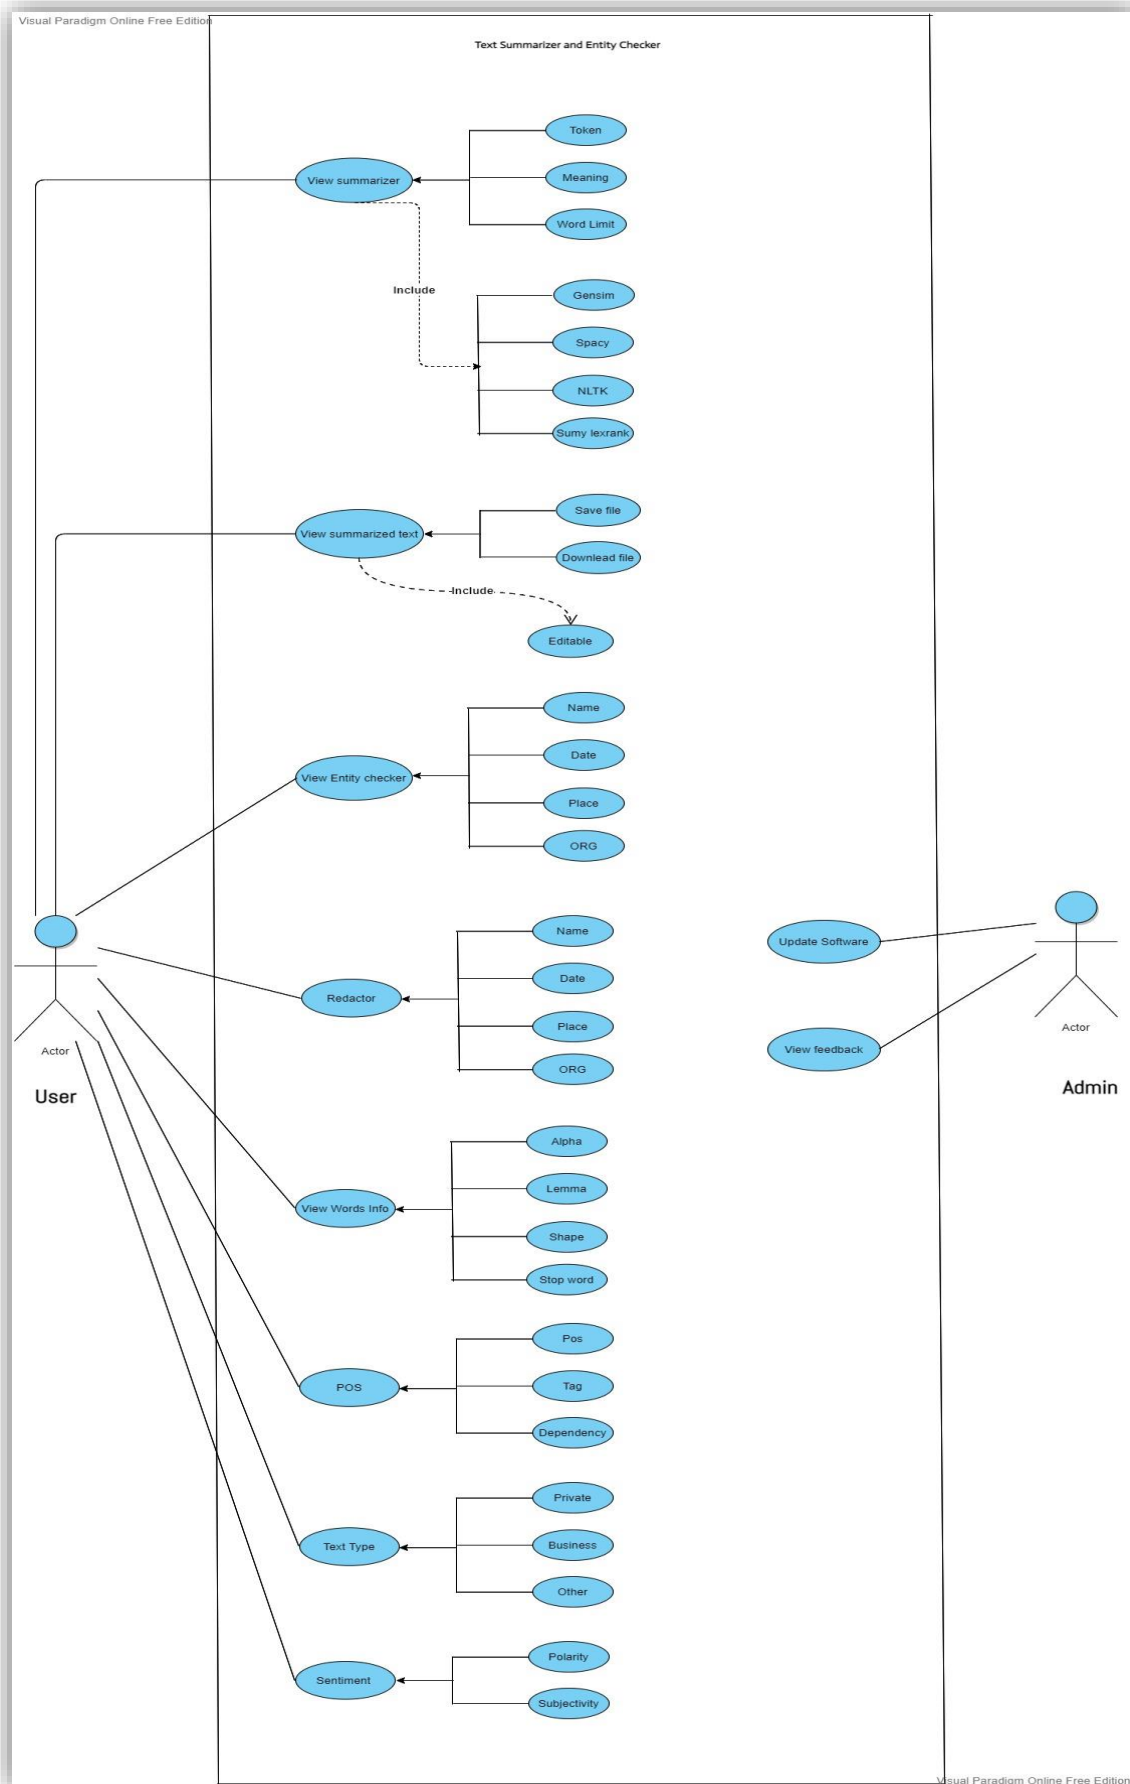 Visual Paradigm Online Free Edition
Text Summarizer and Entity Checker
Token
View summarizer
Meaning
Word Limit
Include
Gensim
Spacy
NLTK
Sumy lexrank
View summarized text
Save file
Downlead file
Include
Editable
Name
View Entity checker
Date
Place
ORG
Name
Redactor
Date
Place
ORG
Update Software
View feedback
Actor
User
Actor
Admin
Alpha
View Words Info
Lemma
Shape
Stop word
Pos
POS
Tag
Dependency
Private
Text Type
Business
Other
Polarity
Sentiment
Subjectivity
Visual Paradigm Online Free Edition